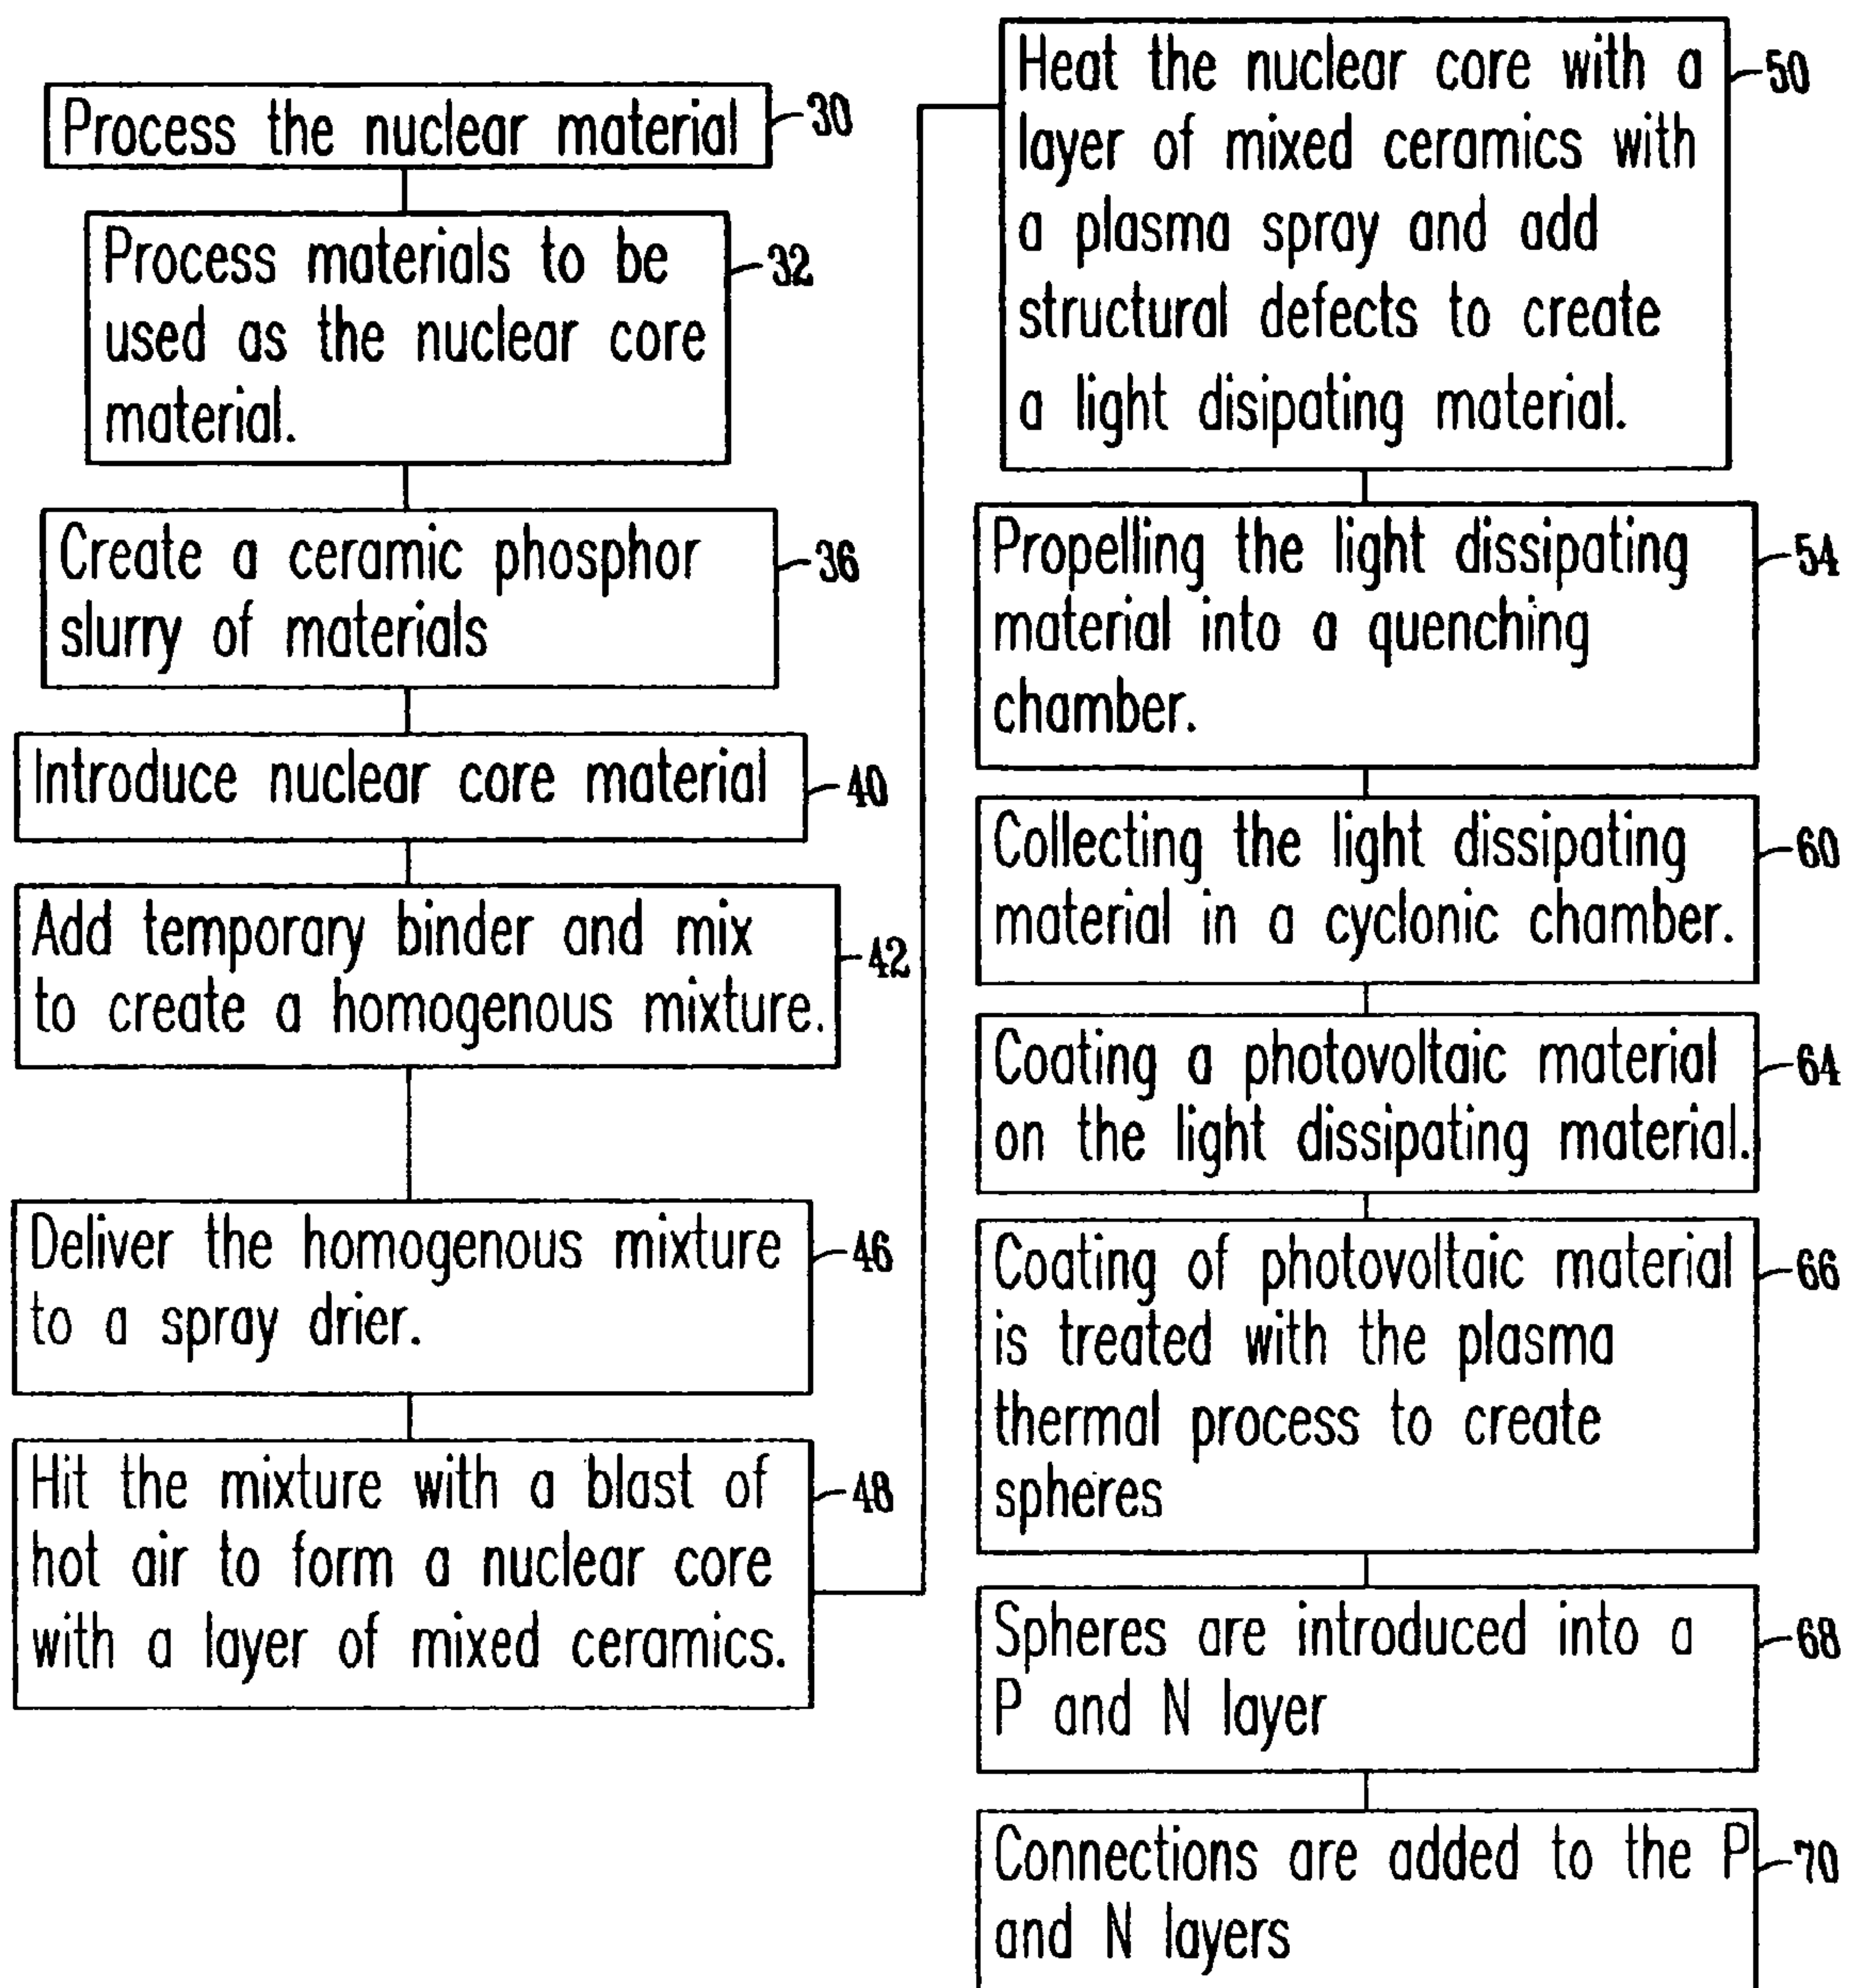 Process the nuclear material
30
Process materials to be
used as the nuclear core
material.
32
Create a ceramic phosphor
slurry of materials
36
Introduce nuclear core material
40
Add temporary binder and mix
to create a homogenous mixture.
42
Deliver the homogenous mixture
to a spray drier.
46
Hit the mixture with a blast of
hot air to form a nuclear core
with a layer of mixed ceramics.
48
Heat the nuclear core with a
layer of mixed ceramics with
a plasma spray and add
structural defects to create
a light disipating material.
50
Propelling the light dissipating
material into a quenching
chamber.
54
Collecting the light dissipating
material in a cyclonic chamber.
60
Coating a photovoltaic material
on the light dissipating material.
64
Coating of photovoltaic material
is treated with the plasma
thermal process to create
spheres
66
Spheres are introduced into a
P and N layer
68
Connections are added to the P
and N layers
70